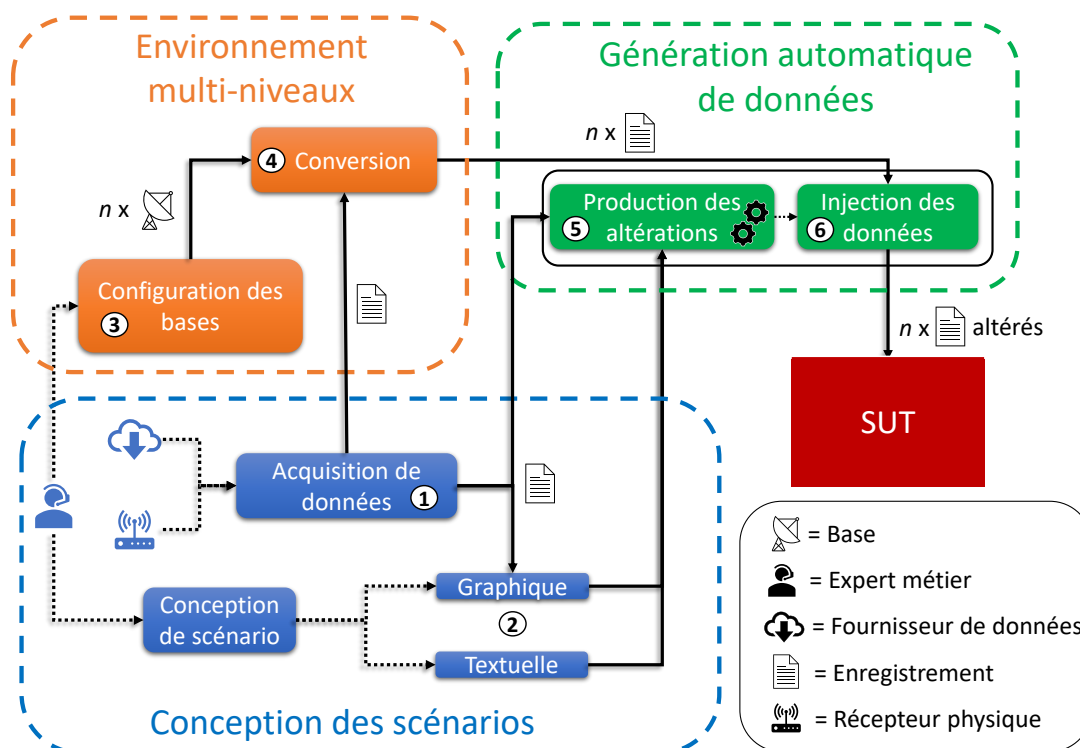 Environnement
multi-niveaux
Génération automatique
de données
n x
4 Conversion
n x
Production des
5 altérations
Injection des
6 données
Configuration des
3 bases
n x altérés
SUT
Acquisition de
données 1
Graphique
2
Conception
de scénario
Textuelle
Conception des scénarios
= Base
= Expert métier
= Fournisseur de données
= Enregistrement
= Récepteur physique